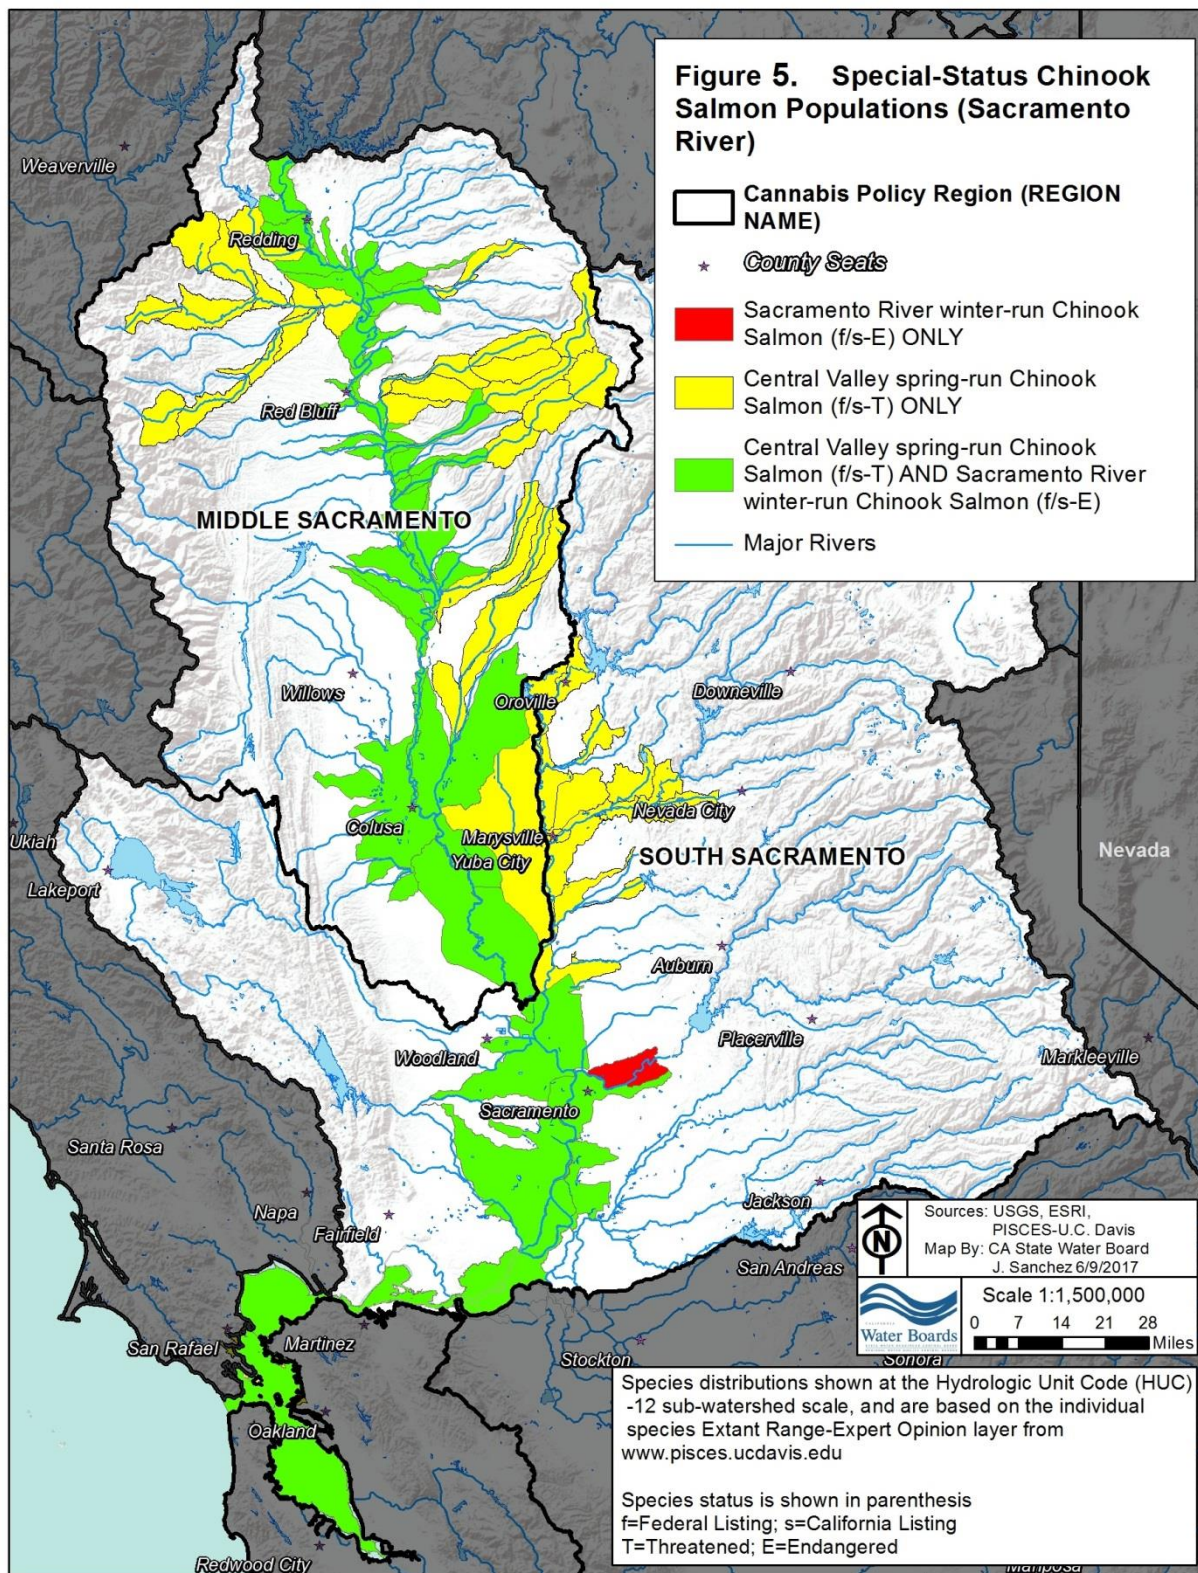 Figure 5. Special-Status Chinook
Salmon Populations (Sacramento
River)
Cannabis Policy Region (REGION
NAME)
County Seats
Sacramento River winter-run Chinook
Salmon (f/s-E) ONLY
Central Valley spring-run Chinook
Salmon (f/s-T) ONLY
Central Valley spring-run Chinook
Salmon (f/s-T) AND Sacramento River
winter-run Chinook Salmon (f/s-E)
Major Rivers
Weaverville
Redding
Red Bluff
MIDDLE SACRAMENTO
Willows
Oroville
Downeville
Colusa
Marysville
Nevada City
Yuba City
SOUTH SACRAMENTO
Ukiah
Lakeport
Nevada
Auburn
Woodland
Placerville
Markleeville
Sacramento
Santa Rosa
Napa
Fairfield
Jackson
San Andreas
San Rafael
Martinez
Stockton
Sonora
Oakland
Redwood City
Mariposa
N
Sources: USGS, ESRI,
PISCES-U.C. Davis
Map By: CA State Water Board
J. Sanchez 6/9/2017
CALIFORNIA
Water Boards
Scale 1:1,500,000
0 7 14 21 28
Miles
Species distributions shown at the Hydrologic Unit Code (HUC)
-12 sub-watershed scale, and are based on the individual
species Extant Range-Expert Opinion layer from
www.pisces.ucdavis.edu
Species status is shown in parenthesis
f=Federal Listing; s=California Listing
T=Threatened; E=Endangered